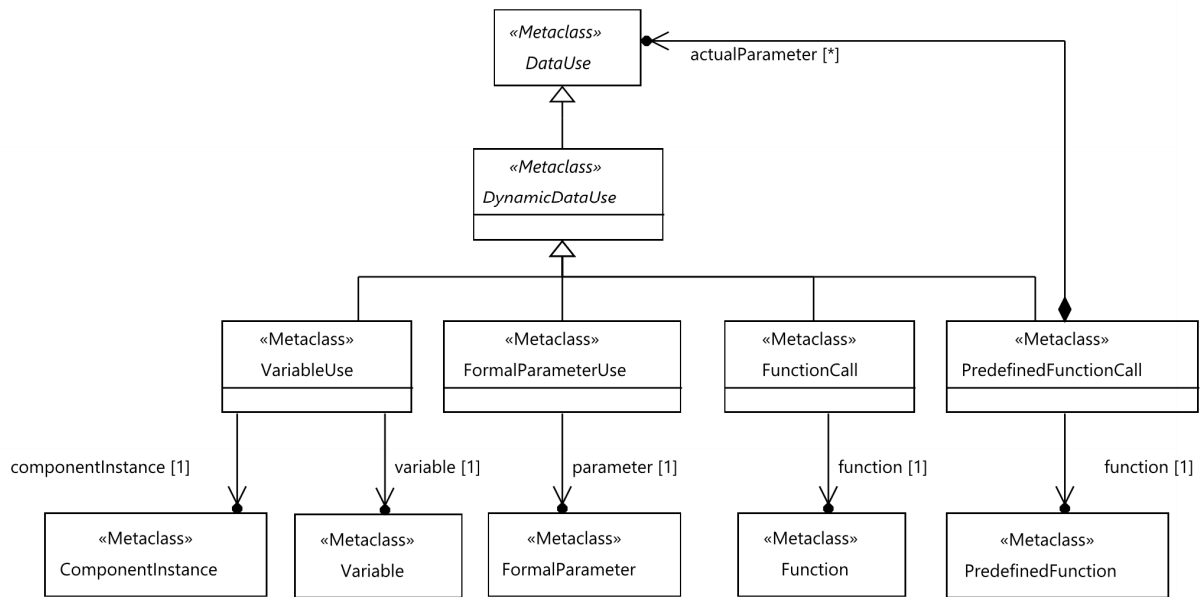 «Metaclass»
DataUse
actualParameter [*]
«Metaclass»
DynamicDataUse
«Metaclass»
VariableUse
«Metaclass»
FormalParameterUse
«Metaclass»
FunctionCall
«Metaclass»
PredefinedFunctionCall
componentInstance [1]
variable [1]
parameter [1]
function [1]
function [1]
«Metaclass»
ComponentInstance
«Metaclass»
Variable
«Metaclass»
FormalParameter
«Metaclass»
Function
«Metaclass»
PredefinedFunction